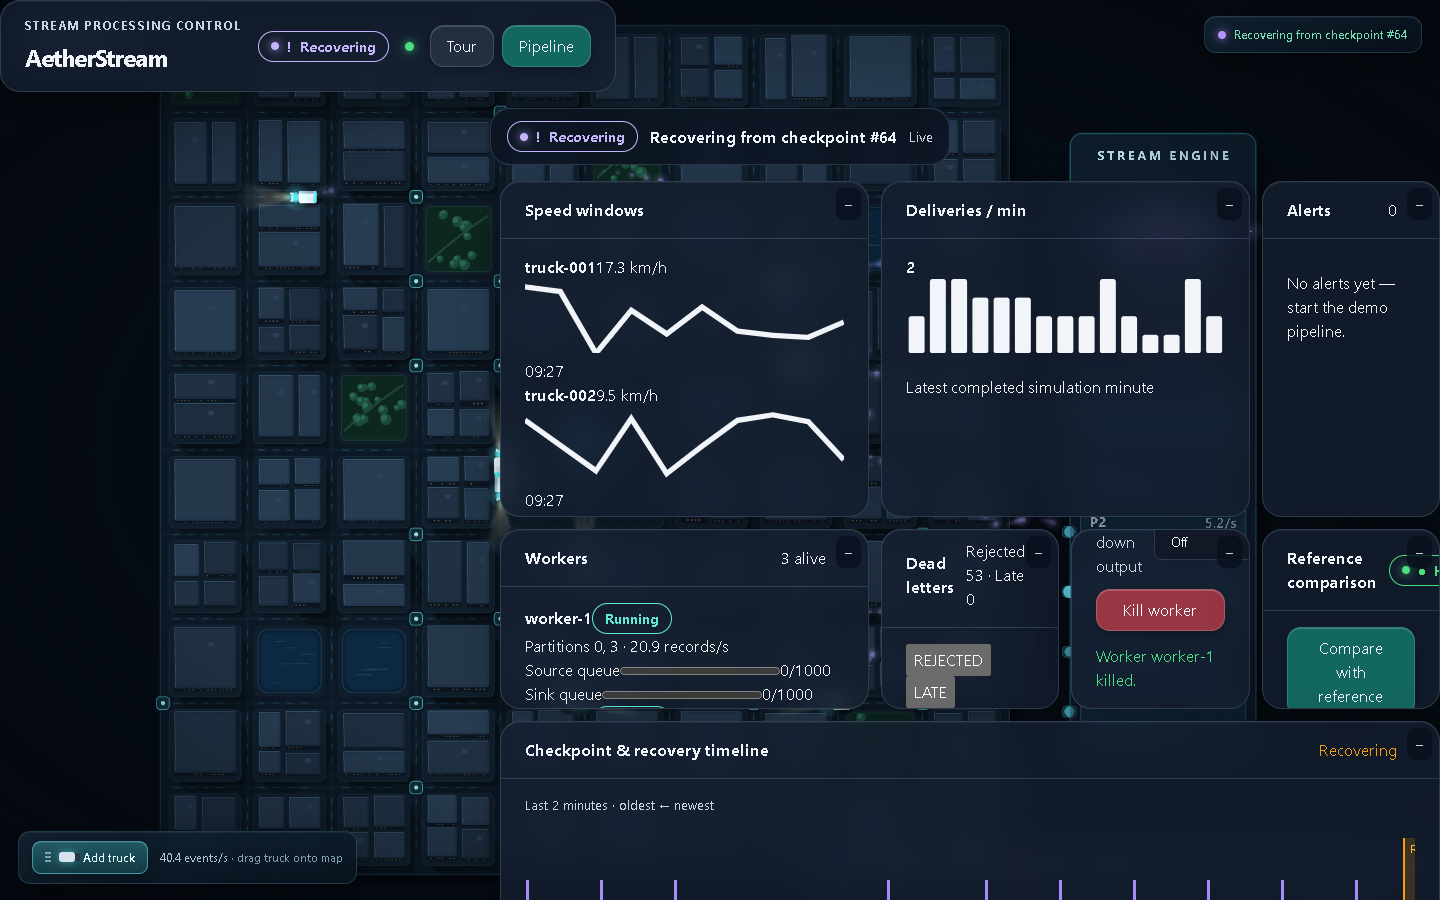 STREAM PROCESSING CONTROL
AetherStream
! Recovering
Tour
Pipeline
Recovering from checkpoint #64
! Recovering
Recovering from checkpoint #64
Live
STREAM ENGINE
Speed windows
truck-00117.3 km/h
09:27
truck-0029.5 km/h
09:27
Deliveries / min
2
Latest completed simulation minute
Alerts
0
No alerts yet —
start the demo
pipeline.
P2
5.2/s
Workers
3 alive
worker-1 Running
Partitions 0, 3 · 20.9 records/s
Source queue 0/1000
Sink queue 0/1000
Dead
letters
Rejected
53 · Late
0
REJECTED
LATE
down
output
Off
Kill worker
Worker worker-1
killed.
Reference
comparison
Compare
with
reference
Checkpoint & recovery timeline
Recovering
Last 2 minutes · oldest ← newest
Add truck
40.4 events/s · drag truck onto map